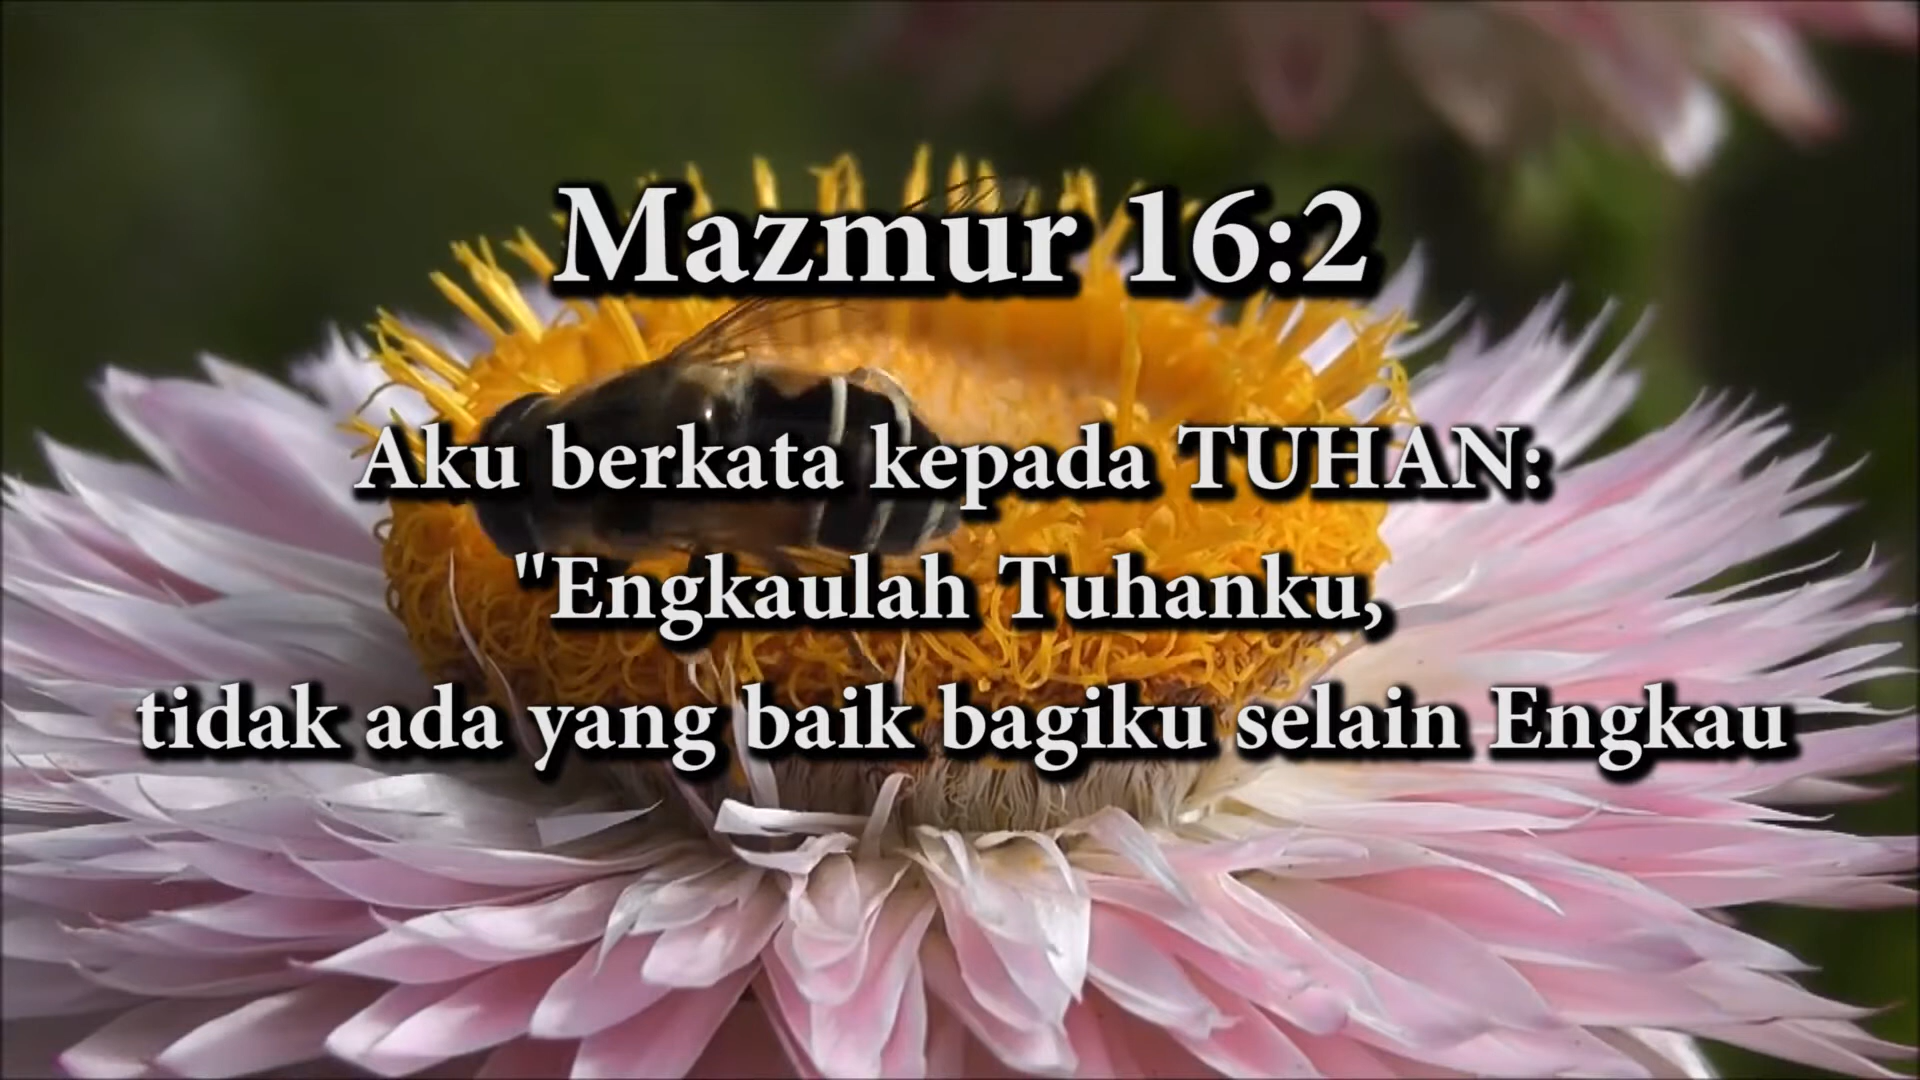 Mazmur 16:2
Aku berkata kepada TUHAN:
"Engkaulah Tuhanku,
tidak ada yang baik bagiku selain Engkau